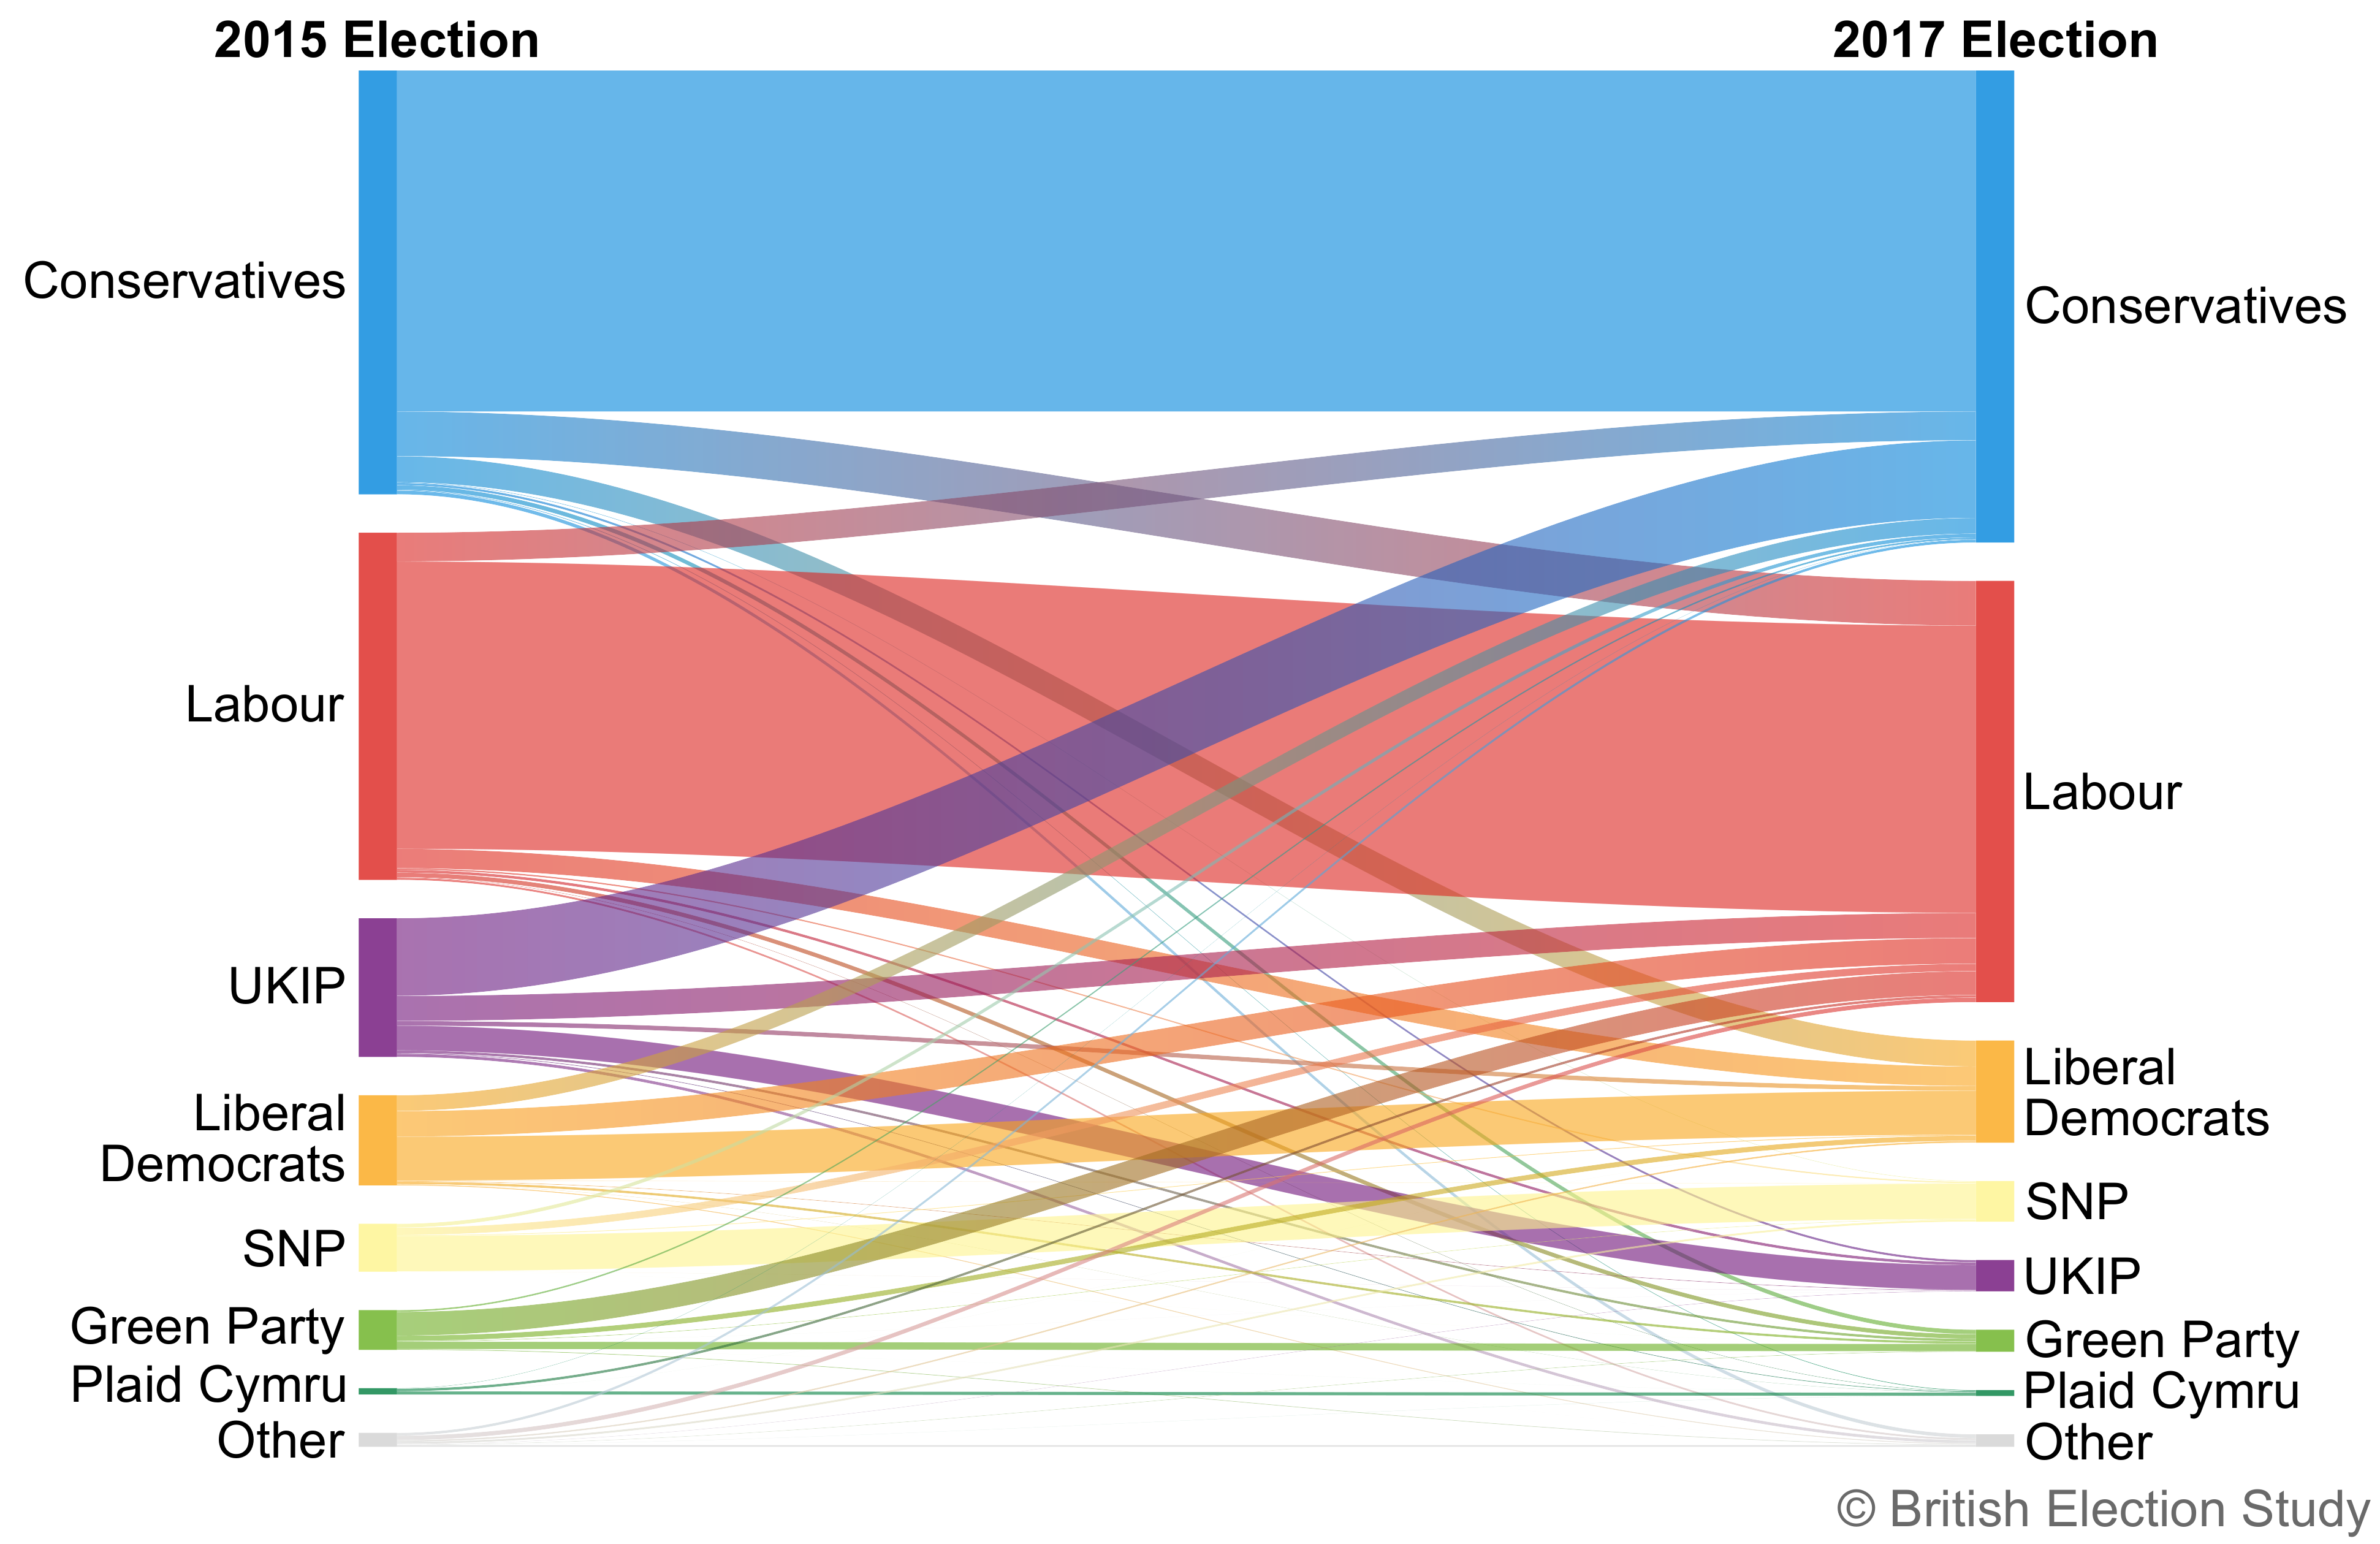 2015 Election
2017 Election
Conservatives
Labour
UKIP
Liberal
Democrats
SNP
Green Party
Plaid Cymru
Other
Conservatives
Labour
Liberal
Democrats
SNP
UKIP
Green Party
Plaid Cymru
Other
© British Election Study